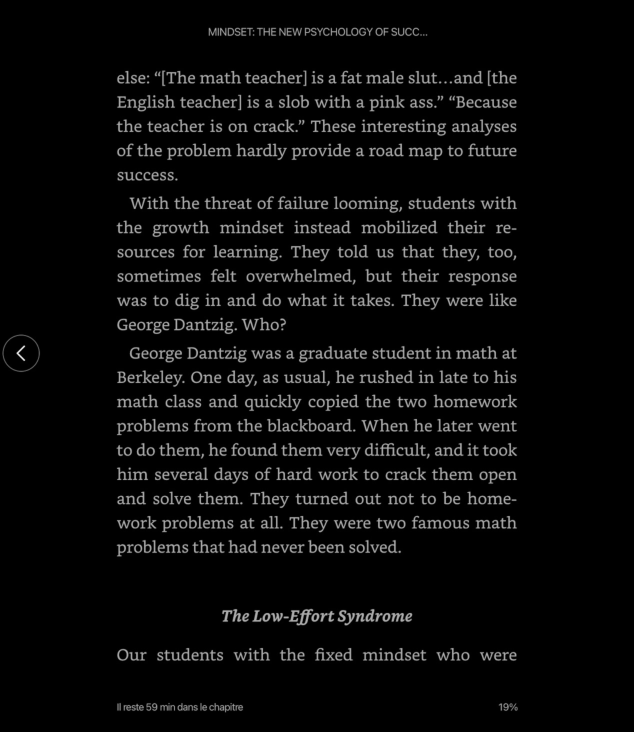 MINDSET: THE NEW PSYCHOLOGY OF SUCC...
else: “[The math teacher] is a fat male slut…and [the
English teacher] is a slob with a pink ass.” “Because
the teacher is on crack.” These interesting analyses
of the problem hardly provide a road map to future
success.
With the threat of failure looming, students with
the growth mindset instead mobilized their re-
sources for learning. They told us that they, too,
sometimes felt overwhelmed, but their response
was to dig in and do what it takes. They were like
George Dantzig. Who?
George Dantzig was a graduate student in math at
Berkeley. One day, as usual, he rushed in late to his
math class and quickly copied the two homework
problems from the blackboard. When he later went
to do them, he found them very difficult, and it took
him several days of hard work to crack them open
and solve them. They turned out not to be home-
work problems at all. They were two famous math
problems that had never been solved.
The Low-Effort Syndrome
Our students with the fixed mindset who were
Il reste 59 min dans le chapitre
19%